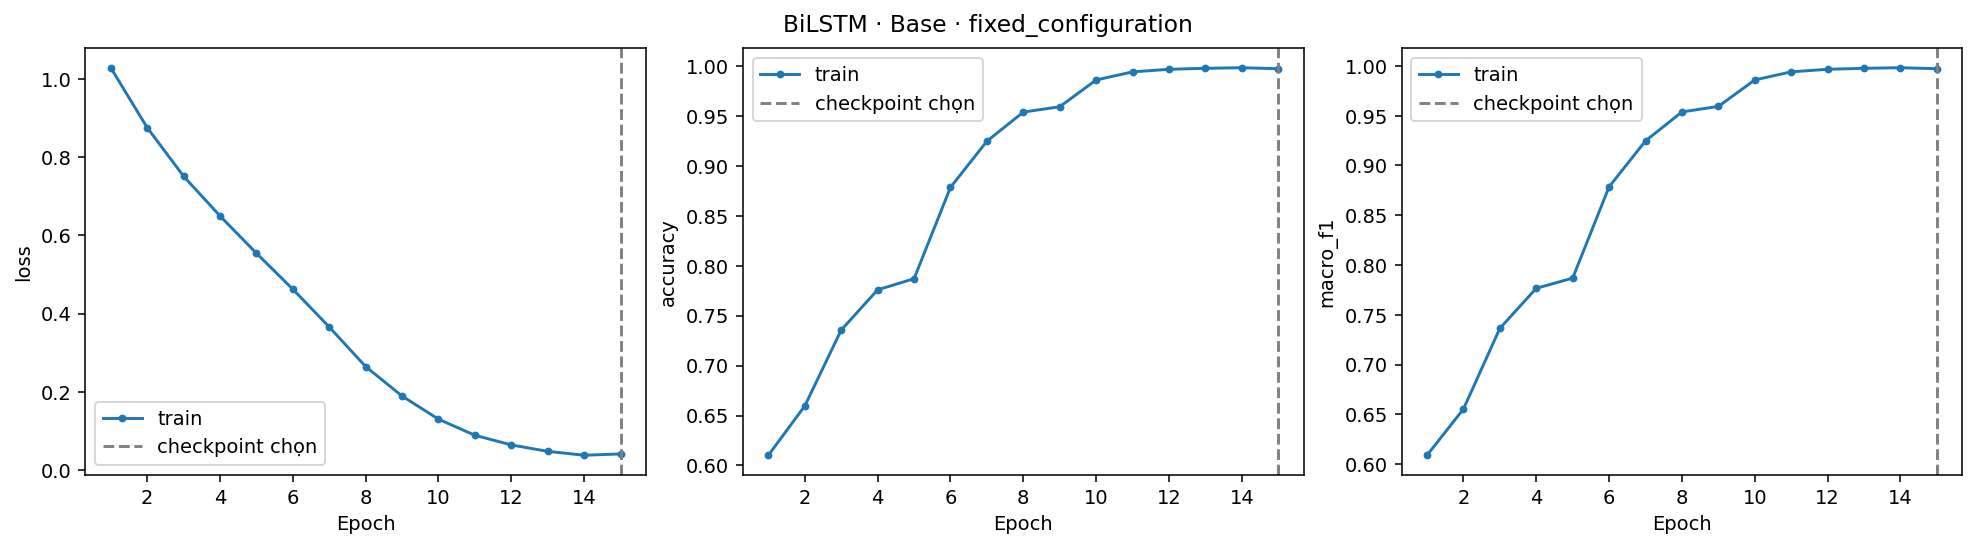 BiLSTM · Base · fixed_configuration
loss
1.0
0.8
0.6
0.4
0.2
0.0
train
checkpoint chọn
2 4 6 8 10 12 14
Epoch
accuracy
1.00
0.95
0.90
0.85
0.80
0.75
0.70
0.65
0.60
train
checkpoint chọn
2 4 6 8 10 12 14
Epoch
macro_f1
1.00
0.95
0.90
0.85
0.80
0.75
0.70
0.65
0.60
train
checkpoint chọn
2 4 6 8 10 12 14
Epoch